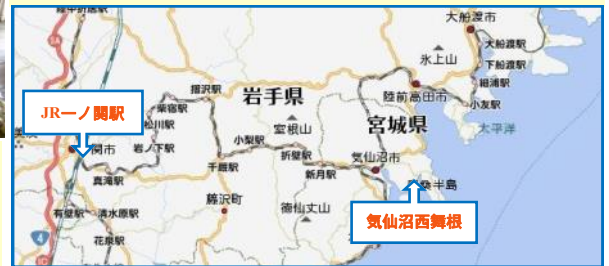 大船渡市
氷上山
大船渡駅
下船渡駅
細浦駅
陸前高田市
小友駅
太平洋
岩手県
摺沢駅
柴宿駅
JR一ノ関駅
松川駅
室根山
宮城県
岩ノ下駅
小梨駅
関市
千厩駅
折壁駅
気仙沼市
真滝駅
新月駅
半島
藤沢町
徳仙丈山
気仙沼西舞根
有壁駅
清水原駅
4
花泉駅